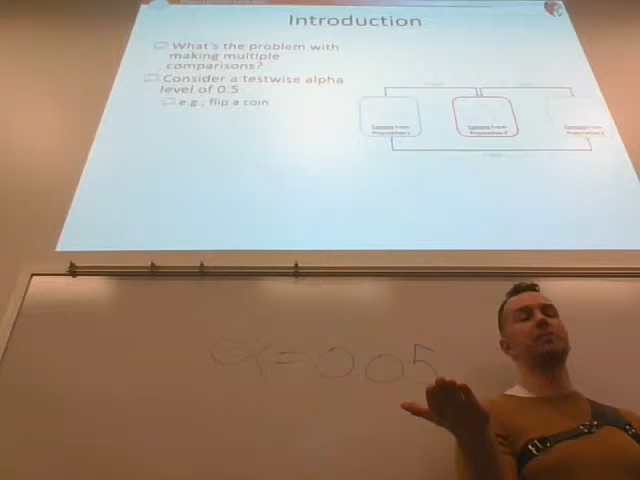 Introduction
What's the problem with
making multiple
comparisons?
Consider a testwise alpha
level of 0.5
e.g., flip a coin
α = 0.05